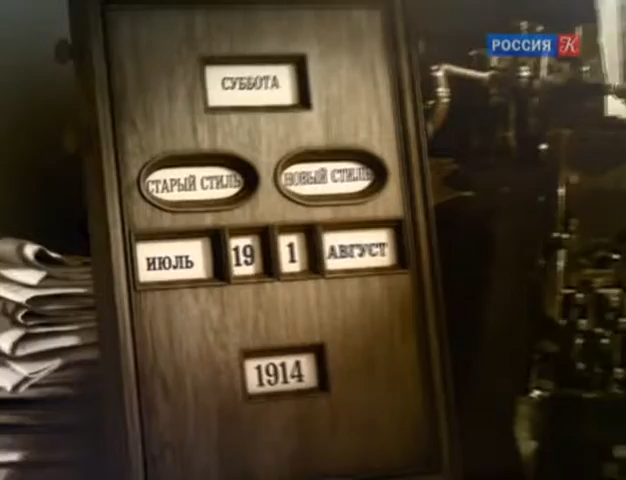 РОССИЯ К
СУББОТА
СТАРЫЙ СТИЛЬ НОВЫЙ СТИЛЬ
ИЮЛЬ 19 1 АВГУСТ
1914